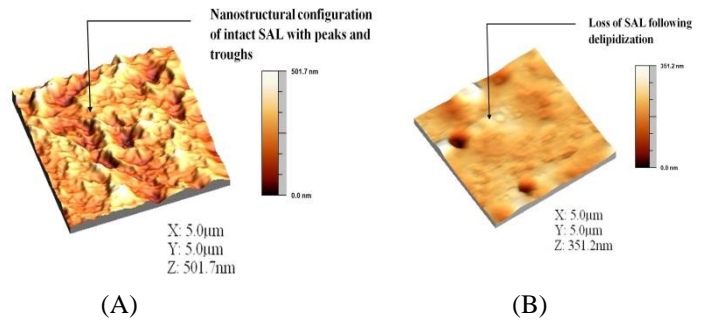 Nanostructural configuration
of intact SAL with peaks and
troughs
501.7 nm
0.0 nm
X: 5.0µm
Y: 5.0µm
Z: 501.7nm
(A)
Loss of SAL following
delipidization
351.2 nm
0.0 nm
X: 5.0µm
Y: 5.0µm
Z: 351.2nm
(B)